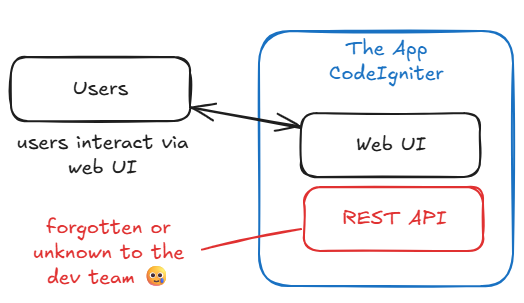 The App
CodeIgniter
Users
users interact via
web UI
Web UI
REST API
forgotten or
unknown to the
dev team 🥲